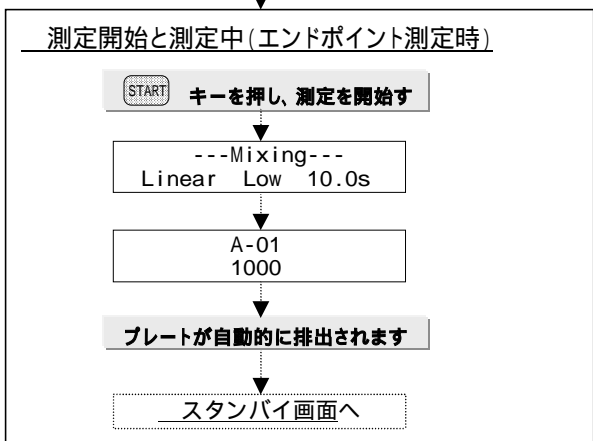 測定開始と測定中(エンドポイント測定時)
START キーを押し、測定を開始す
---Mixing---
Linear Low 10.0s
A-01
1000
プレートが自動的に排出されます
スタンバイ画面へ